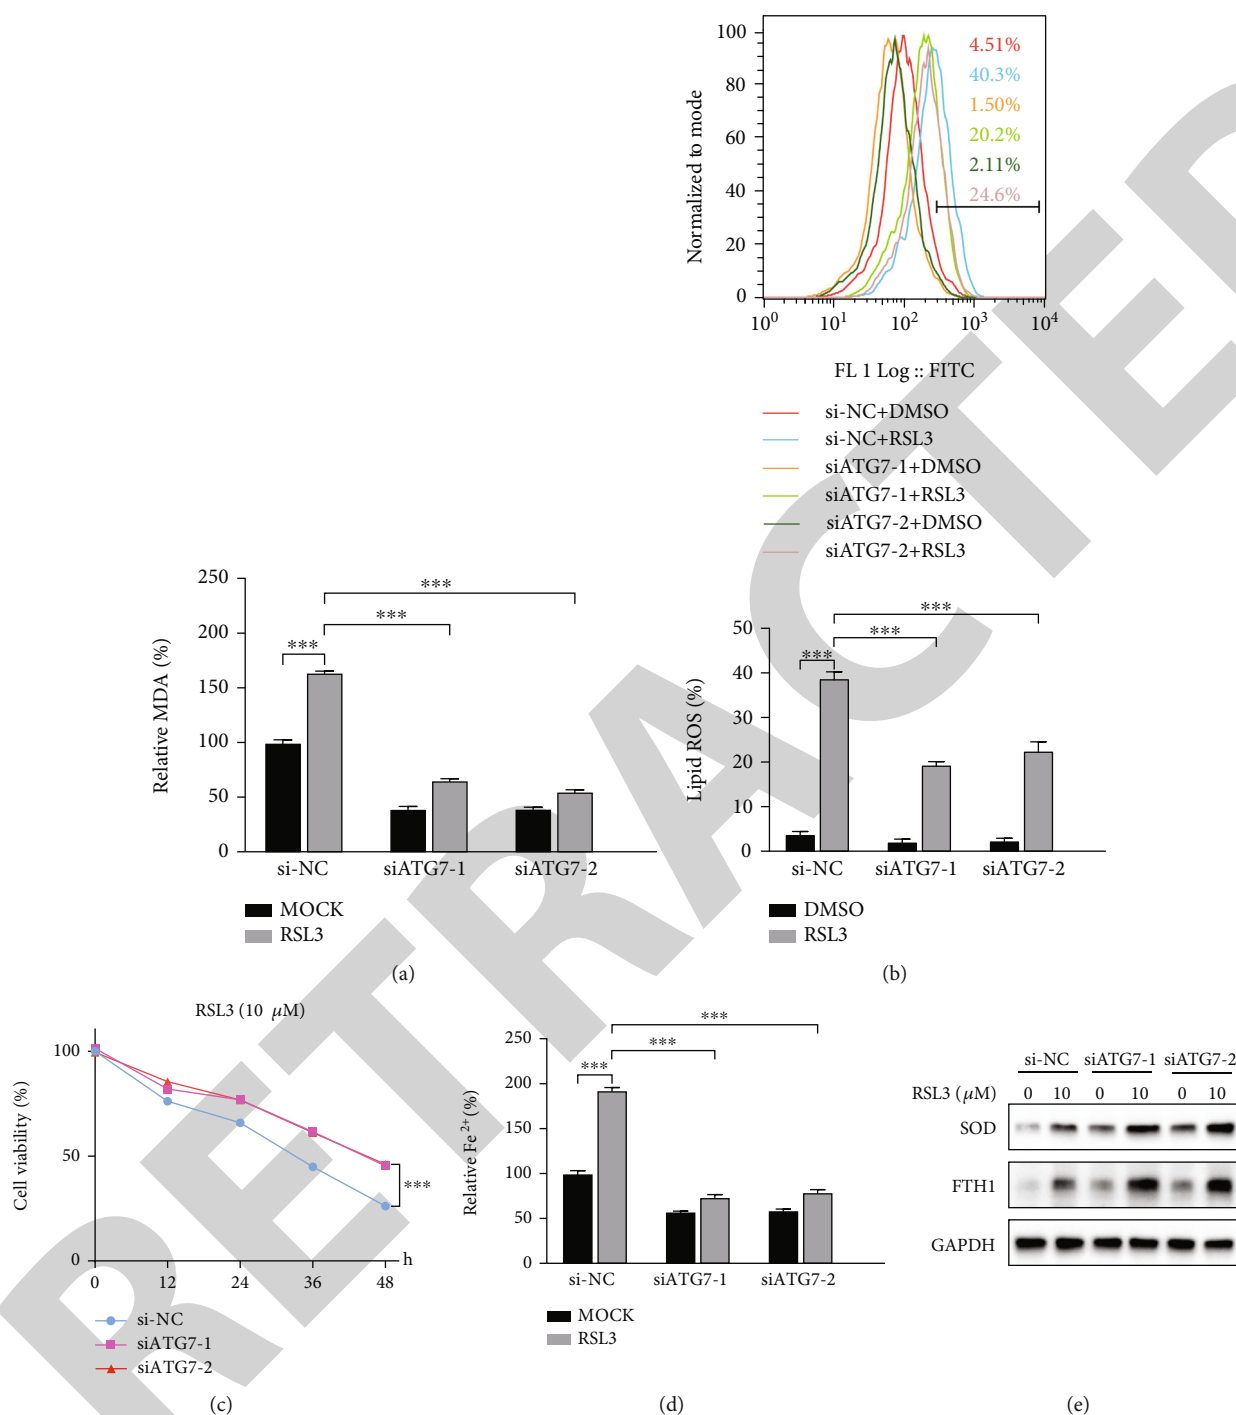 100
80
60
40
20
0
Normalized to mode
4.51%
40.3%
1.50%
20.2%
2.11%
24.6%
10⁰ 10¹ 10² 10³ 10⁴
FL 1 Log :: FITC
si-NC+DMSO
si-NC+RSL3
siATG7-1+DMSO
siATG7-1+RSL3
siATG7-2+DMSO
siATG7-2+RSL3
250
200
150
100
50
0
Relative MDA (%)
***
***
***
si-NC siATG7-1 siATG7-2
MOCK
RSL3
(a)
50
40
30
20
10
0
Lipid ROS (%)
***
***
***
si-NC siATG7-1 siATG7-2
DMSO
RSL3
(b)
RSL3 (10 μM)
100
50
0
Cell viability (%)
***
h
0 12 24 36 48
si-NC
siATG7-1
siATG7-2
(c)
250
200
150
100
50
0
Relative Fe²⁺(%)
***
***
***
si-NC siATG7-1 siATG7-2
MOCK
RSL3
(d)
si-NC siATG7-1 siATG7-2
RSL3 (μM) 0 10 0 10 0 10
SOD
FTH1
GAPDH
(e)
RETRACTED